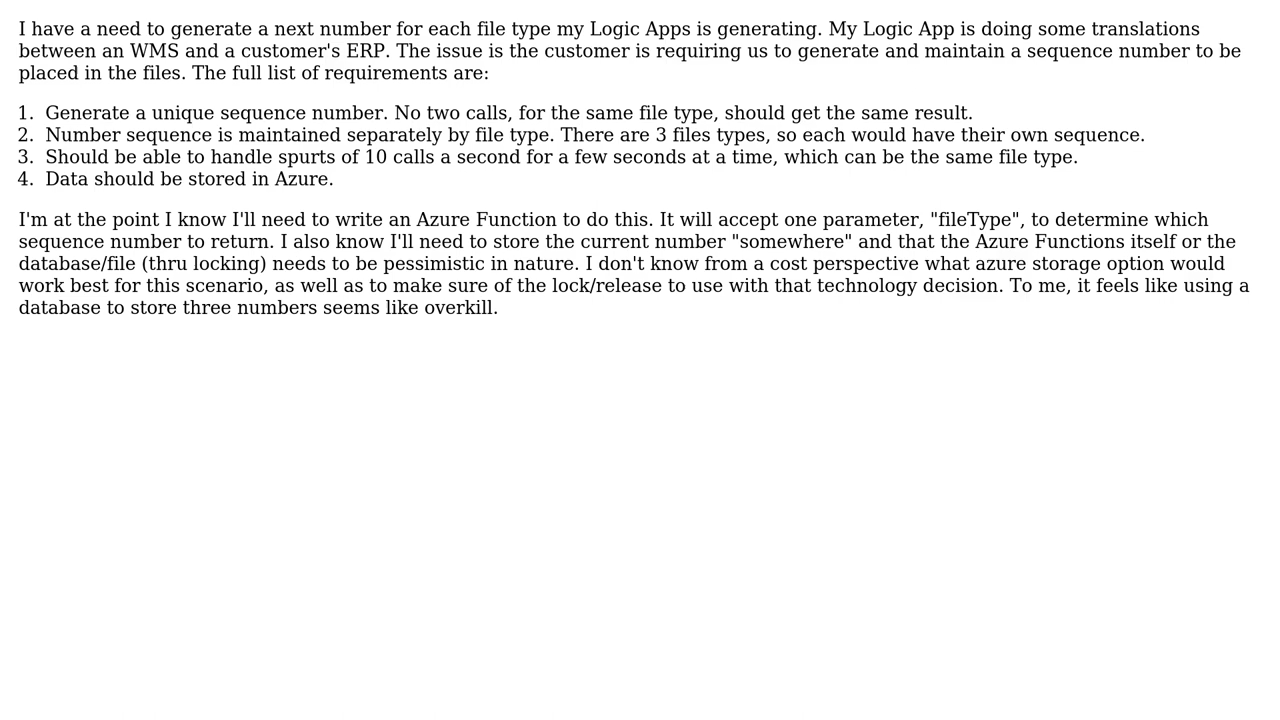 I have a need to generate a next number for each file type my Logic Apps is generating. My Logic App is doing some translations
between an WMS and a customer's ERP. The issue is the customer is requiring us to generate and maintain a sequence number to be
placed in the files. The full list of requirements are:
1. Generate a unique sequence number. No two calls, for the same file type, should get the same result.
2. Number sequence is maintained separately by file type. There are 3 files types, so each would have their own sequence.
3. Should be able to handle spurts of 10 calls a second for a few seconds at a time, which can be the same file type.
4. Data should be stored in Azure.
I'm at the point I know I'll need to write an Azure Function to do this. It will accept one parameter, "fileType", to determine which
sequence number to return. I also know I'll need to store the current number "somewhere" and that the Azure Functions itself or the
database/file (thru locking) needs to be pessimistic in nature. I don't know from a cost perspective what azure storage option would
work best for this scenario, as well as to make sure of the lock/release to use with that technology decision. To me, it feels like using a
database to store three numbers seems like overkill.